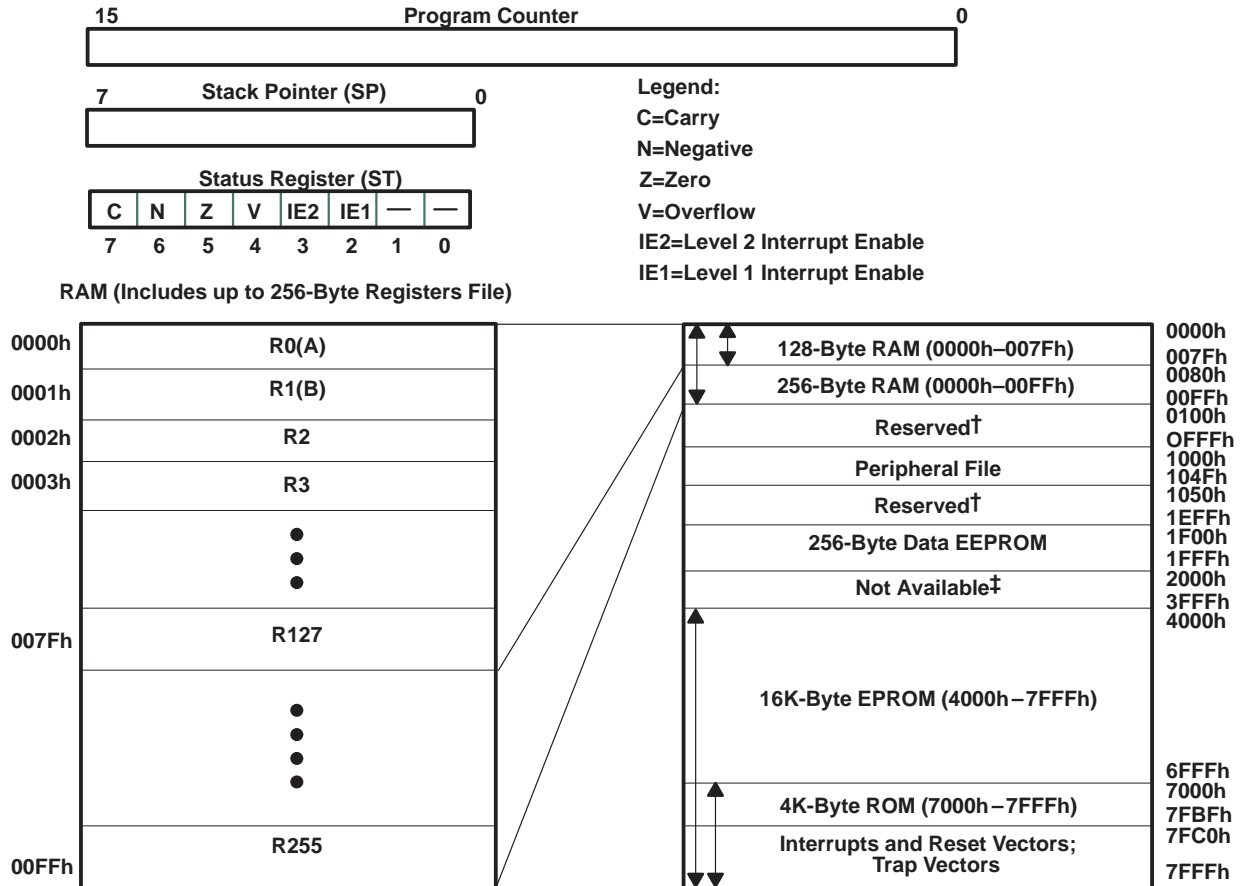 15 Program Counter 0
7 Stack Pointer (SP) 0
Status Register (ST)
C N Z V IE2 IE1 — —
7 6 5 4 3 2 1 0
Legend:
C=Carry
N=Negative
Z=Zero
V=Overflow
IE2=Level 2 Interrupt Enable
IE1=Level 1 Interrupt Enable
RAM (Includes up to 256-Byte Registers File)
0000h R0(A)
0001h R1(B)
0002h R2
0003h R3
007Fh R127
R255
00FFh
0000h
128-Byte RAM (0000h–007Fh)
007Fh
0080h
256-Byte RAM (0000h–00FFh)
00FFh
0100h
Reserved†
OFFFh
1000h
Peripheral File
104Fh
1050h
Reserved†
1EFFh
1F00h
256-Byte Data EEPROM
1FFFh
2000h
Not Available‡
3FFFh
4000h
16K-Byte EPROM (4000h–7FFFh)
6FFFh
7000h
4K-Byte ROM (7000h–7FFFh)
7FBFh
7FC0h
Interrupts and Reset Vectors;
Trap Vectors
7FFFh